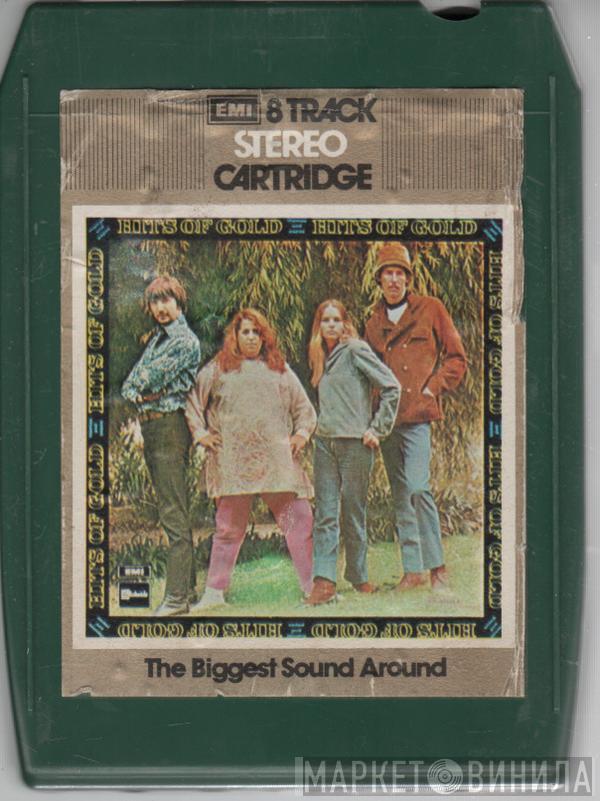 EMI 8 TRACK
STEREO
CARTRIDGE
HITS OF GOLD HITS OF GOLD
HITS OF GOLD HITS OF GOLD
HITS OF GOLD HITS OF GOLD
HITS OF GOLD HITS OF GOLD
EMI
Stateside
The Biggest Sound Around
МАРКЕТ ВИНИЛА